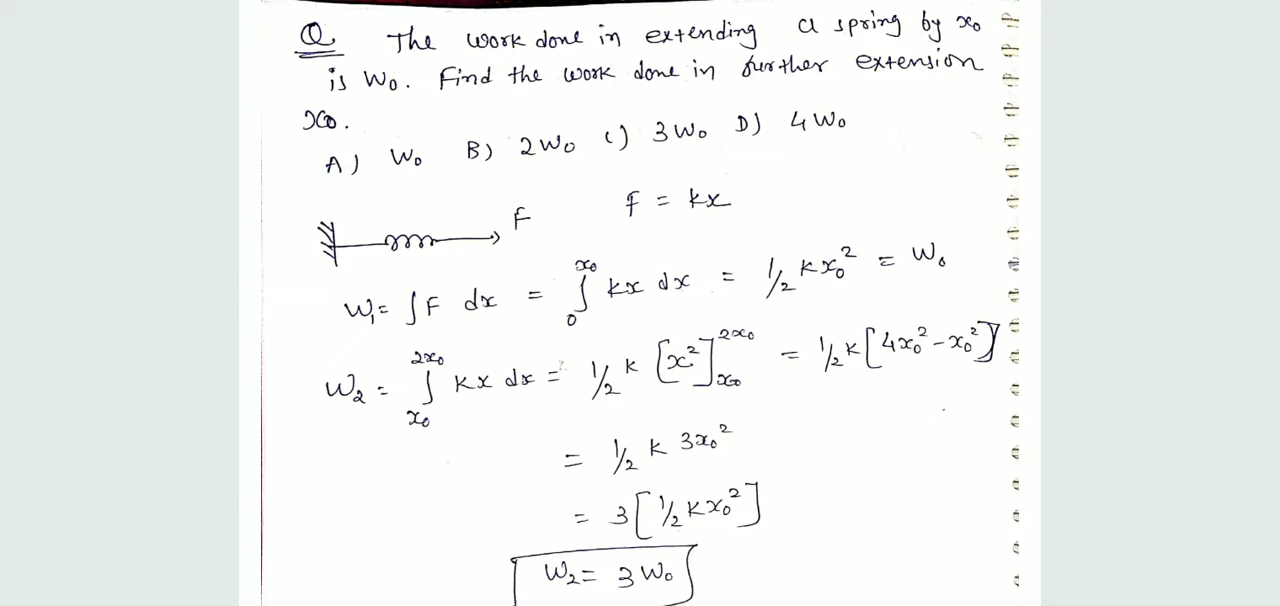 Q The work done in extending a spring by x₀
is W₀. Find the work done in further extension
x₀.
A) W₀ B) 2W₀ C) 3W₀ D) 4W₀
F f = kx
W₁ = ∫F dx = ∫₀^x₀ kx dx = 1/2 kx₀² = W₀
W₂ = ∫_x₀^2x₀ kx dx = 1/2 k [x²]_x₀^2x₀ = 1/2 k[4x₀² - x₀²]
= 1/2 k 3x₀²
= 3[1/2 kx₀²]
W₂ = 3W₀